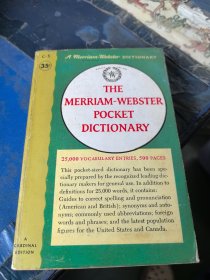 C-5
35¢
A Merriam-Webster DICTIONARY
THE
MERRIAM-WEBSTER
POCKET
DICTIONARY
25,000 VOCABULARY ENTRIES, 500 PAGES
This pocket-sized dictionary has been spe-
cially prepared by the recognized leading dic-
tionary makers for general use. In addition to
definitions for 25,000 words, it contains:
Guides to correct spelling and pronunciation
(American and British); synonyms and anto-
nyms; commonly used abbreviations; foreign
words and phrases; and the latest population
figures for the United States and Canada.
A
CARDINAL
EDITION